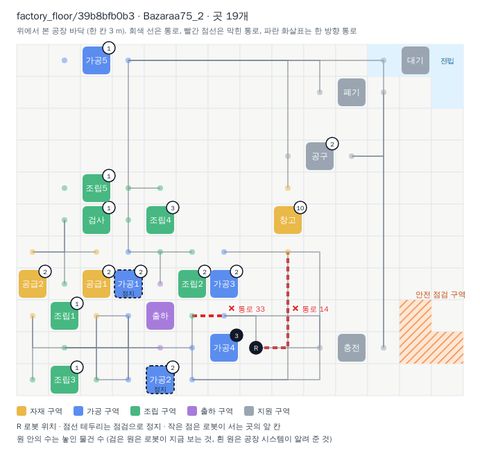 factory_floor/39b8bfb0b3 · Bazaraa75_2 · 곳 19개
위에서 본 공장 바닥 (한 칸 3 m). 회색 선은 통로, 빨간 점선은 막힌 통로, 파란 화살표는 한 방향 통로
가공5 1
대기
폐기
공구 2
조립5 1
검사 1
조립4 3
창고 10
공급2 2
공급1 2
가공1 2
정지
조립2 2
가공3 2
안전 점검 구역
조립1 1
출하
✕ 통로 33
✕ 통로 14
가공4 3
R
충전
조립3 1
가공2 2
정지
자재 구역
가공 구역
조립 구역
출하 구역
지원 구역
R 로봇 위치 · 점선 테두리는 점검으로 정지 · 작은 점은 로봇이 서는 곳의 앞 칸
원 안의 수는 놓인 물건 수 (검은 원은 로봇이 지금 보는 것, 흰 원은 공장 시스템이 알려 준 것)